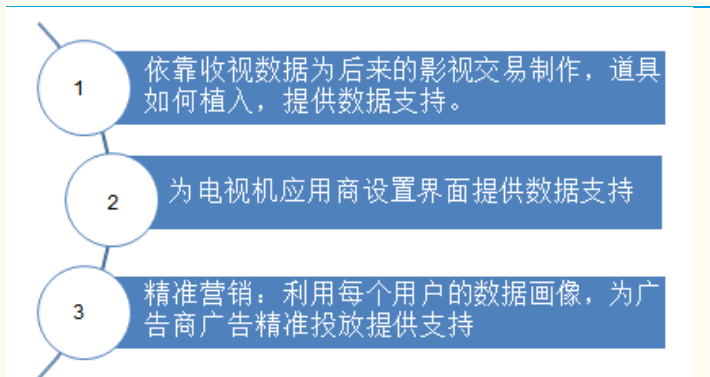 1
依靠收视数据为后来的影视交易制作，道具
如何植入，提供数据支持。
2
为电视机应用商设置界面提供数据支持
3
精准营销：利用每个用户的数据画像，为广
告商广告精准投放提供支持